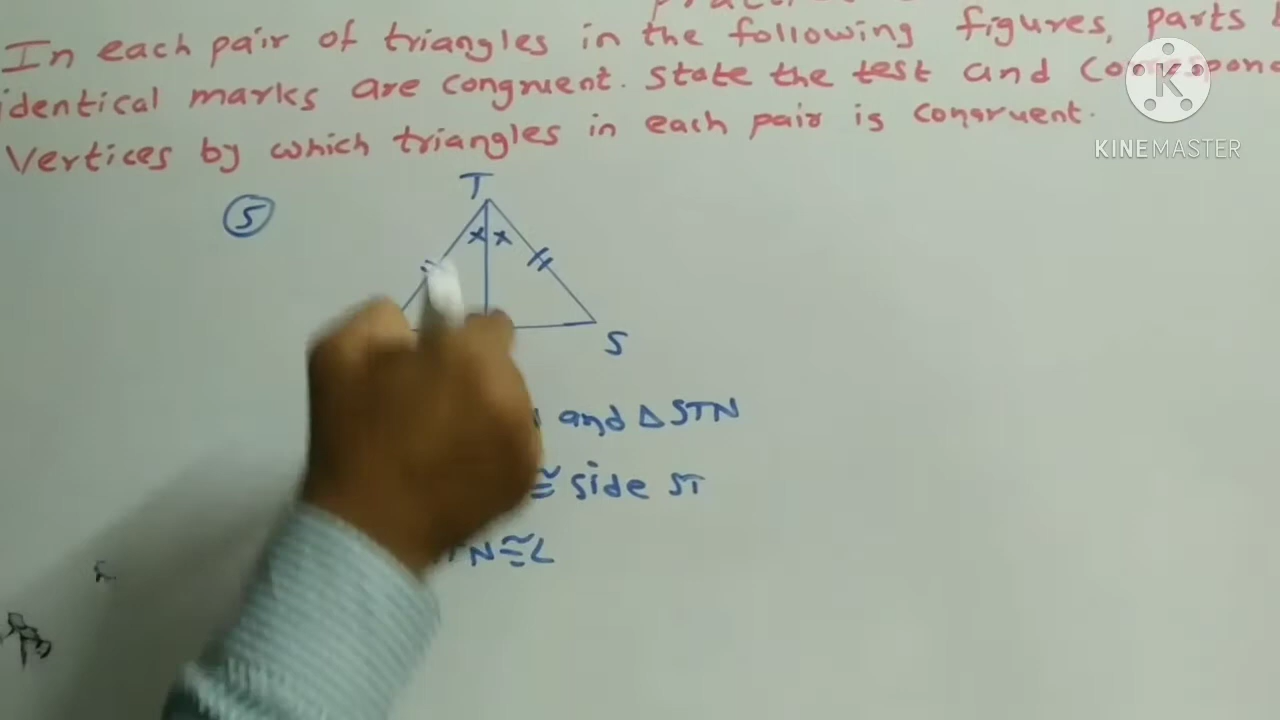 In each pair of triangles in the following figures, parts
identical marks are congruent. State the test and
Vertices by which triangles in each pair is congruent.
KINEMASTER
K
5
T
x x
S
and Δ STN
≅ side ST
N ≅ ∠